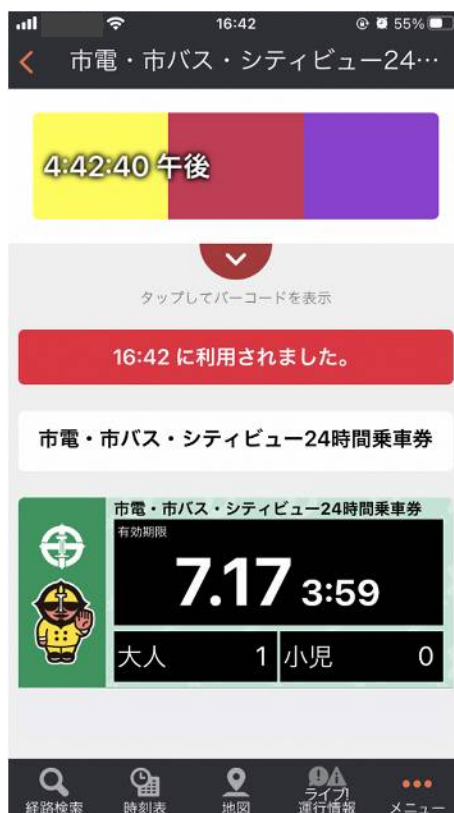 16:42
55%
市電・市バス・シティビュー24…
4:42:40 午後
タップしてバーコードを表示
16:42 に利用されました。
市電・市バス・シティビュー24時間乗車券
市電・市バス・シティビュー24時間乗車券
有効期限
7.17 3:59
大人 1 小児 0
経路検索 時刻表 地図 ライブ!運行情報 メニュー